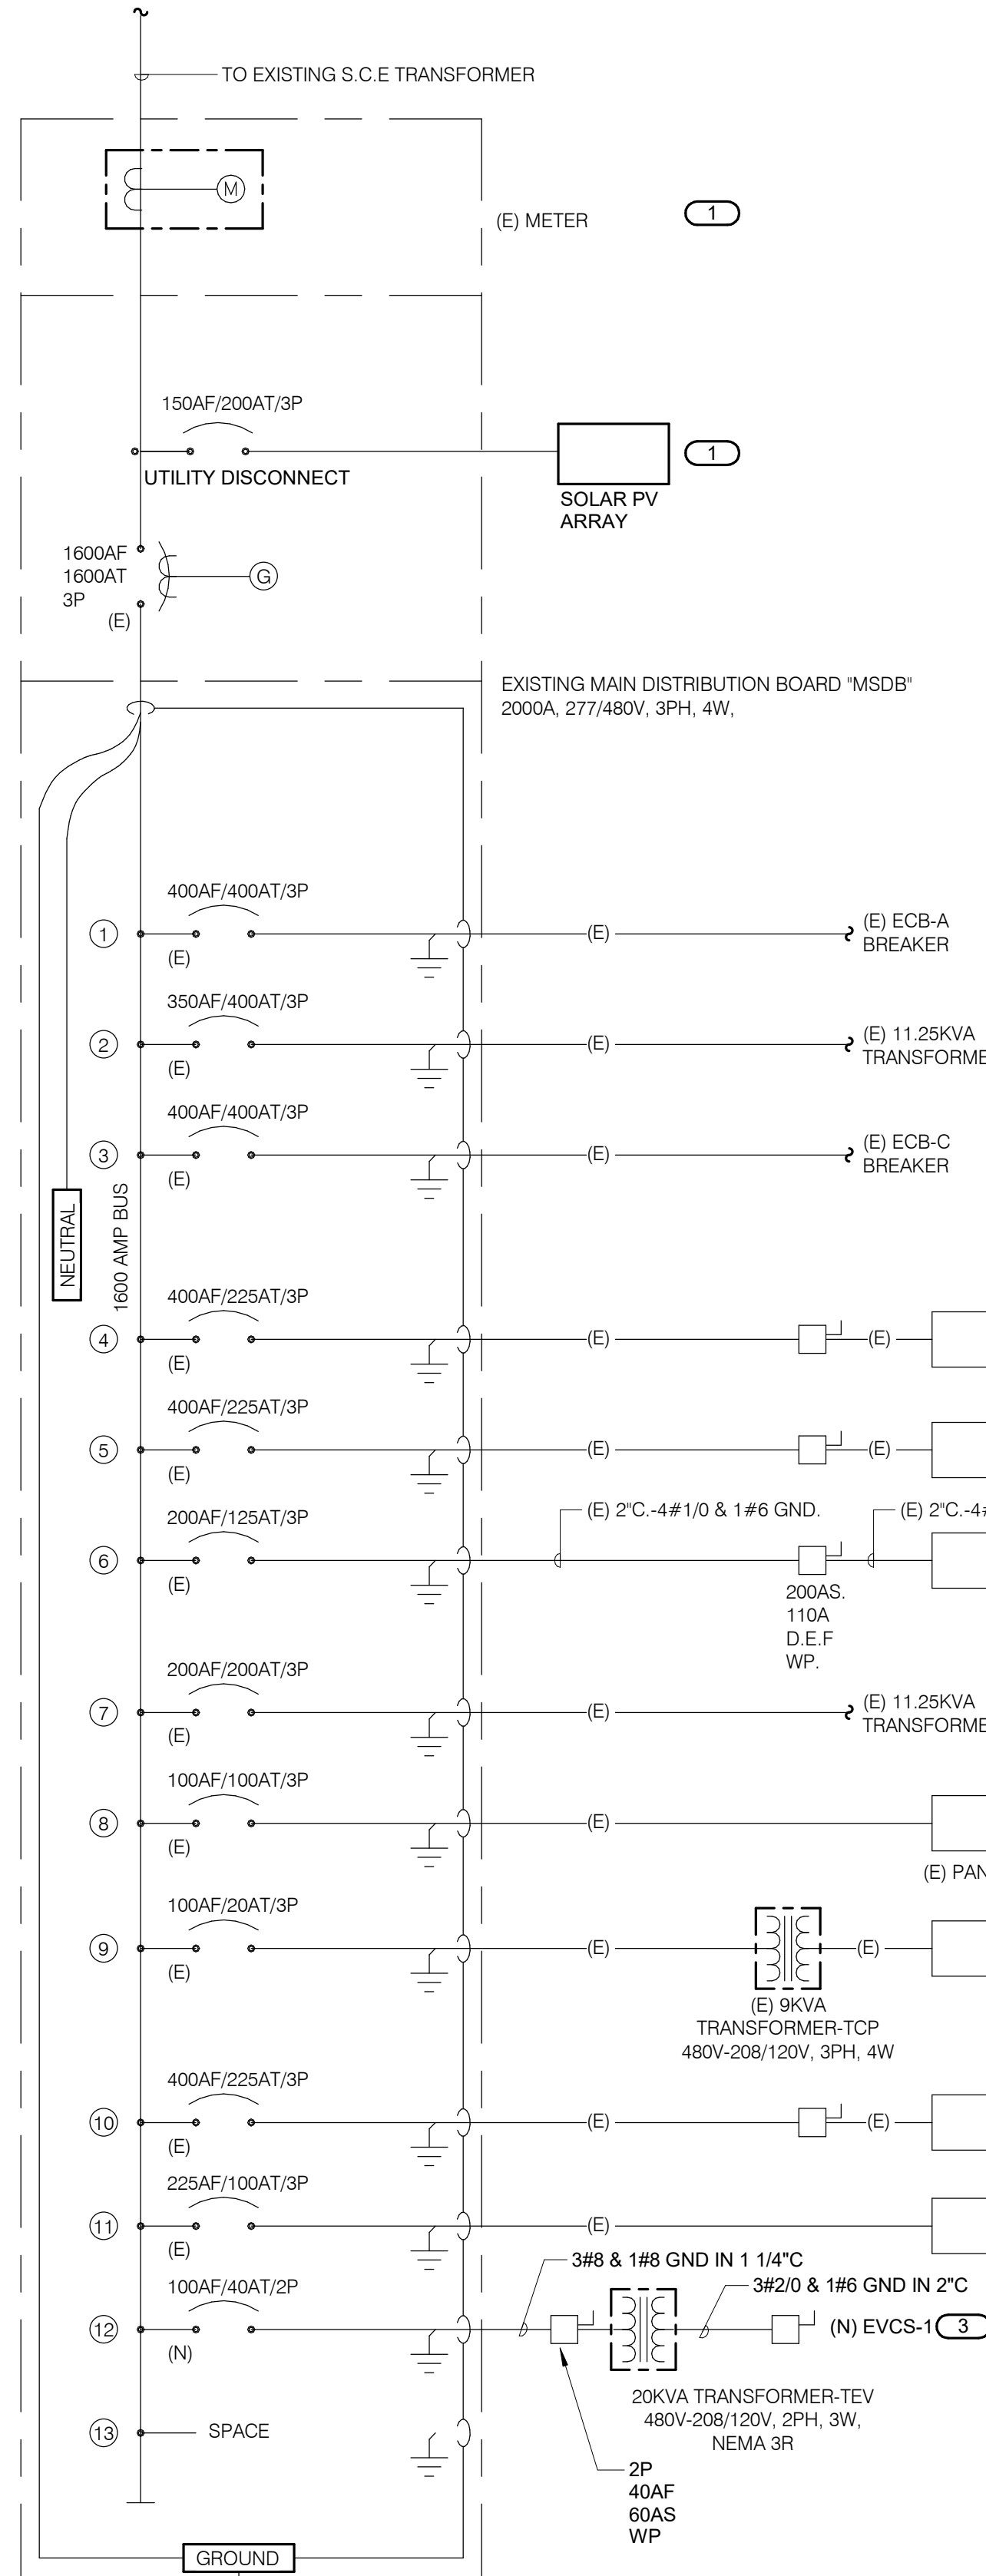 TO EXISTING S.C.E TRANSFORMER
M
(E) METER
1
150AF/200AT/3P
UTILITY DISCONNECT
1
SOLAR PV
ARRAY
1600AF
1600AT
3P
(E)
G
EXISTING MAIN DISTRIBUTION BOARD "MSDB"
2000A, 277/480V, 3PH, 4W,
400AF/400AT/3P
1
(E)
(E)
(E) ECB-A
BREAKER
350AF/400AT/3P
2
(E)
(E)
(E) 11.25KVA
TRANSFORME
400AF/400AT/3P
3
(E)
(E)
(E) ECB-C
BREAKER
NEUTRAL
1600 AMP BUS
400AF/225AT/3P
4
(E)
(E)
(E)
400AF/225AT/3P
5
(E)
(E)
(E)
200AF/125AT/3P
(E) 2"C.-4#1/0 & 1#6 GND.
(E) 2"C.-4#
6
(E)
200AS.
110A
D.E.F
WP.
200AF/200AT/3P
7
(E)
(E)
(E) 11.25KVA
TRANSFORME
100AF/100AT/3P
8
(E)
(E)
(E) PAN
100AF/20AT/3P
9
(E)
(E)
(E)
(E) 9KVA
TRANSFORMER-TCP
480V-208/120V, 3PH, 4W
400AF/225AT/3P
10
(E)
(E)
(E)
225AF/100AT/3P
11
(E)
(E)
3#8 & 1#8 GND IN 1 1/4"C
3#2/0 & 1#6 GND IN 2"C
100AF/40AT/2P
12
(N)
(N) EVCS-1
3
20KVA TRANSFORMER-TEV
480V-208/120V, 2PH, 3W,
NEMA 3R
13
SPACE
2P
40AF
60AS
WP
GROUND